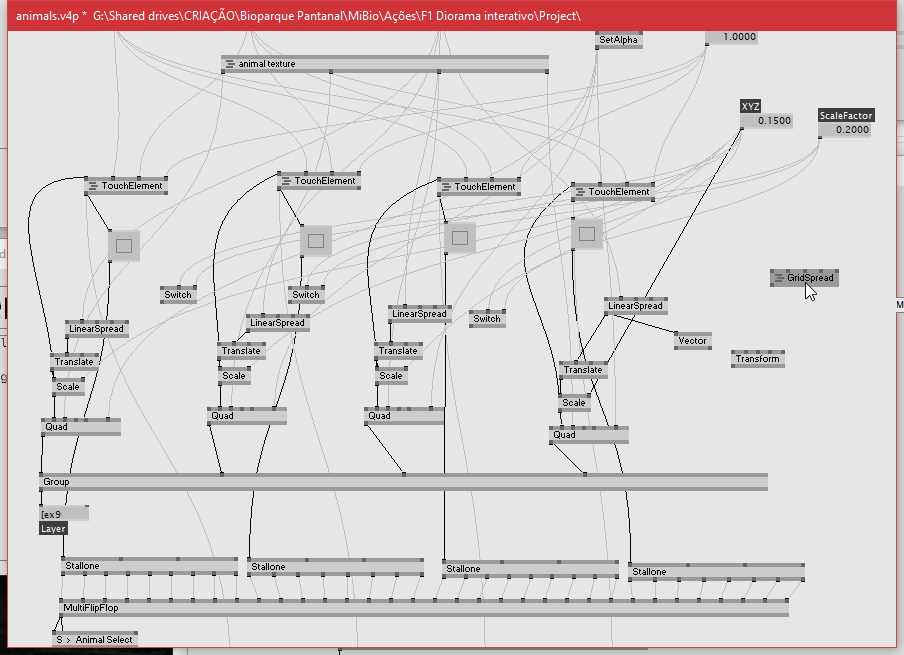 animals.v4p * G:\Shared drives\CRIAÇÃO\Bioparque Pantanal\MiBio\Ações\F1 Diorama interativo\Project\
SetAlpha
1.0000
animal texture
XYZ
0.1500
ScaleFactor
0.2000
TouchElement
TouchElement
TouchElement
TouchElement
GridSpread
Switch
Switch
Switch
LinearSpread
LinearSpread
LinearSpread
LinearSpread
Vector
Transform
Translate
Translate
Translate
Translate
Scale
Scale
Scale
Scale
Quad
Quad
Quad
Quad
Group
[ex9
Layer
Stallone
Stallone
Stallone
Stallone
MultiFlipFlop
S > Animal Select